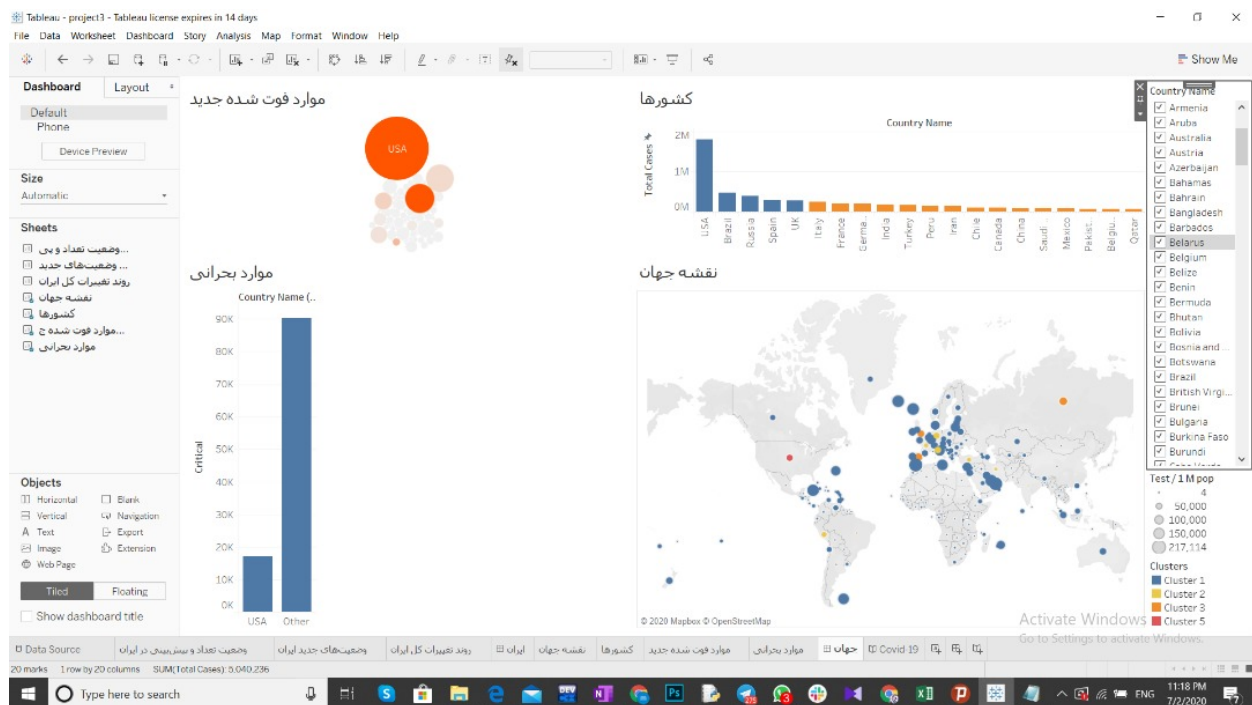 Tableau - project3 - Tableau license expires in 14 days
File Data Worksheet Dashboard Story Analysis Map Format Window Help
Show Me
Dashboard Layout
Default
Phone
Device Preview
Size
Automatic
Sheets
وضعیت تعداد و پی...
وضعیت‌های جدید ...
روند تغییرات کل ایران
نقشه جهان
کشورها
موارد فوت شده ج...
موارد بحرانی
Objects
Horizontal Blank
Vertical Navigation
A Text Export
Image Extension
Web Page
Tiled Floating
Show dashboard title
موارد فوت شده جدید
USA
موارد بحرانی
Country Name (..
90K
80K
70K
60K
50K
40K
30K
20K
10K
0K
Critical
USA Other
کشورها
Country Name
Total Cases
2M
1M
0M
USA Brazil Russia Spain UK Italy France Germa.. India Turkey Peru Iran Chile Canada China Saudi .. Mexico Pakist.. Belgiu.. Qatar
نقشه جهان
© 2020 Mapbox © OpenStreetMap
Country Name
Armenia
Aruba
Australia
Austria
Azerbaijan
Bahamas
Bahrain
Bangladesh
Barbados
Belarus
Belgium
Belize
Benin
Bermuda
Bhutan
Bolivia
Bosnia and ...
Botswana
Brazil
British Virgi...
Brunei
Bulgaria
Burkina Faso
Burundi
Test / 1 M pop
4
50,000
100,000
150,000
217,114
Clusters
Cluster 1
Cluster 2
Cluster 3
Cluster 5
Activate Windows
Go to Settings to activate Windows.
Data Source وضعیت تعداد و پیش‌بینی در ایران وضعیت‌های جدید ایران روند تغییرات کل ایران ایران نقشه جهان کشورها موارد فوت شده جدید موارد بحرانی جهان Covid-19
20 marks 1 row by 20 columns SUM(Total Cases): 5,040,236
Type here to search
ENG
11:18 PM
7/2/2020